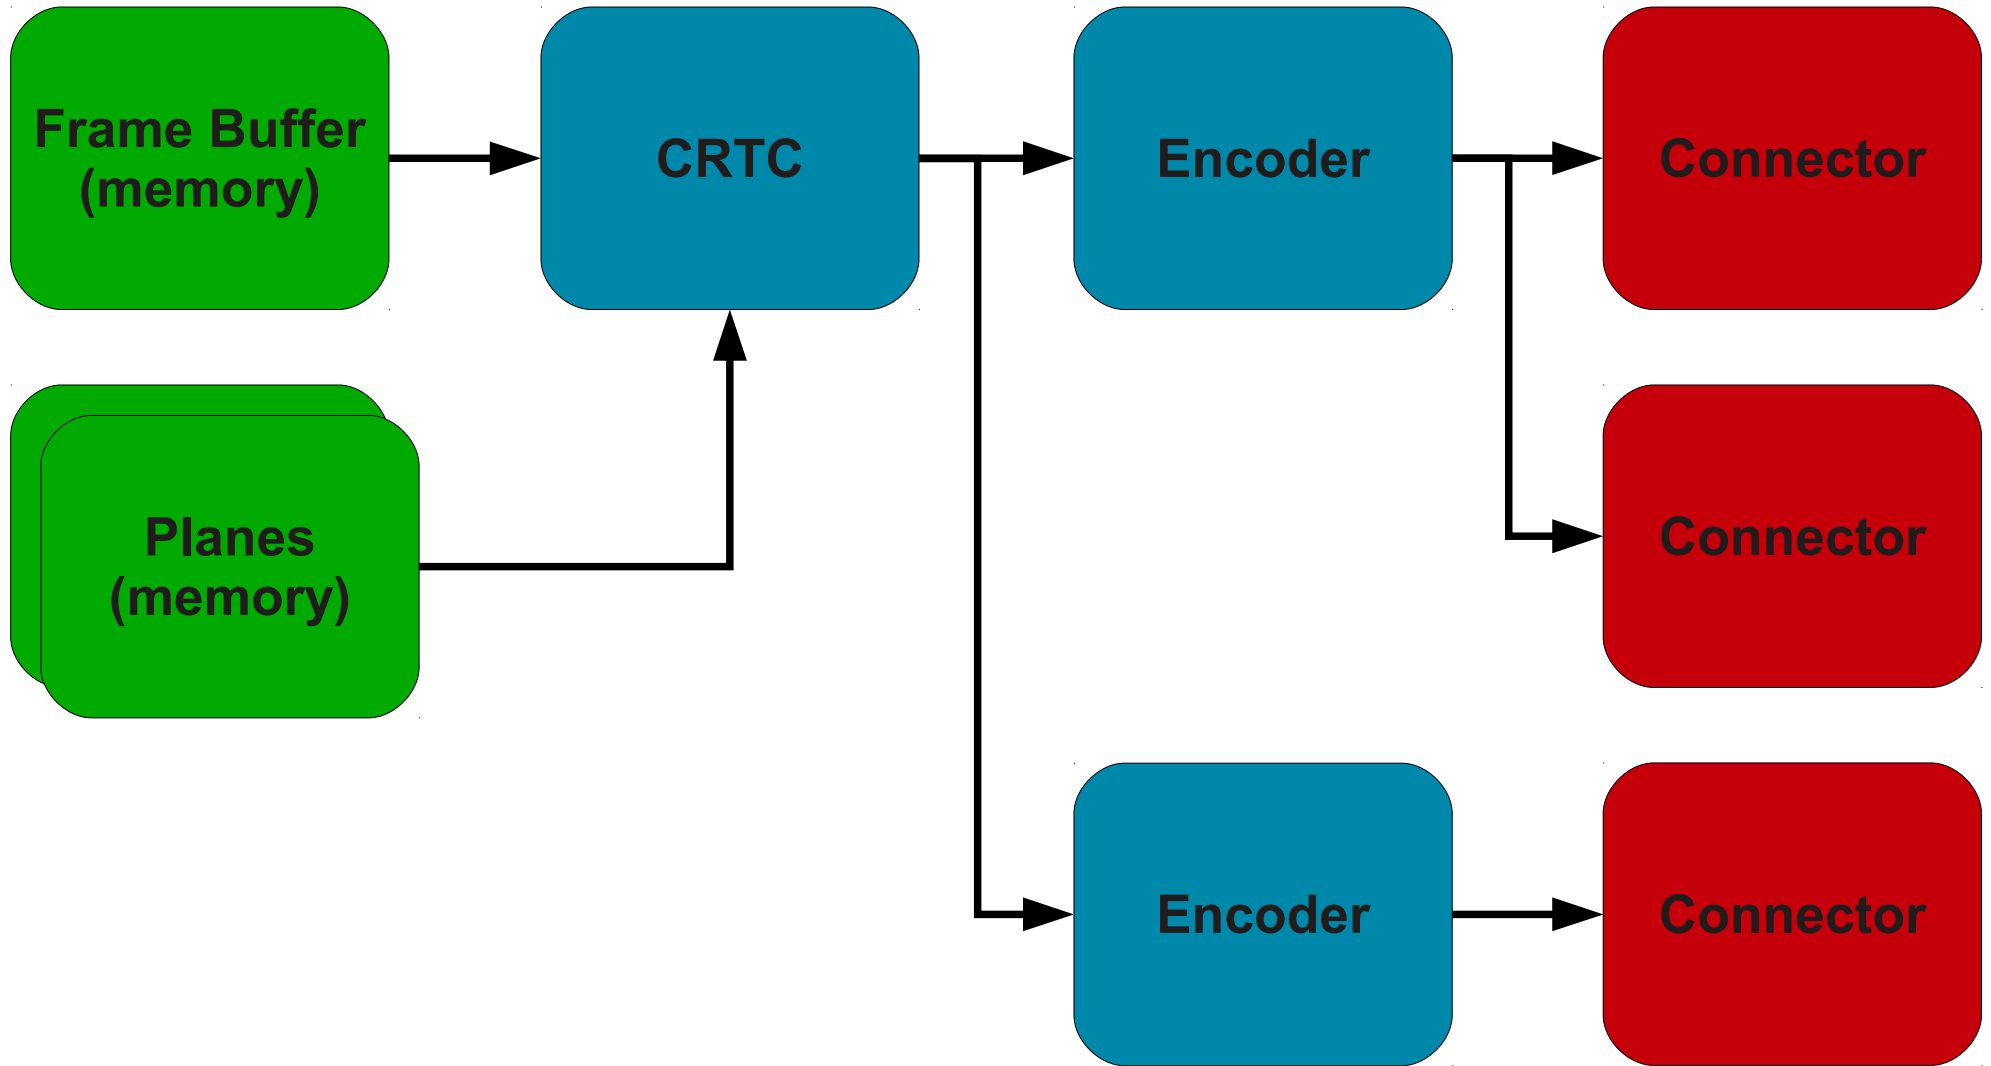 Frame Buffer
(memory)
CRTC
Encoder
Connector
Planes
(memory)
Connector
Encoder
Connector